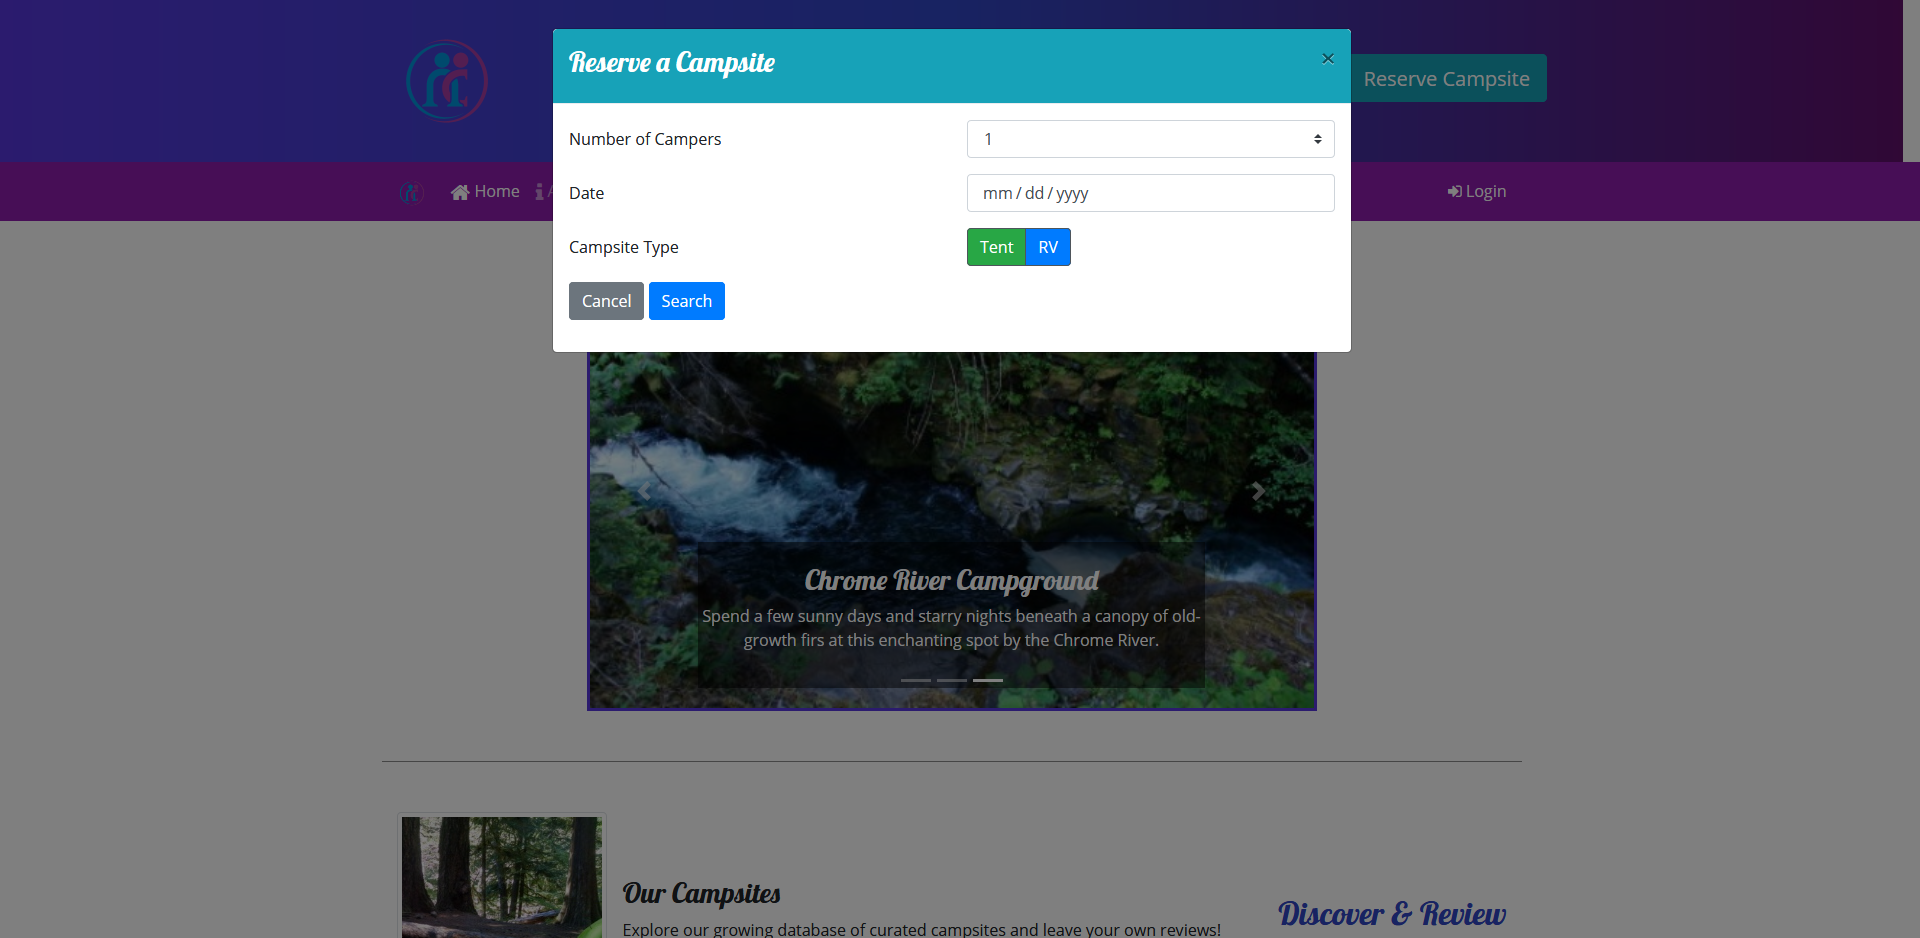 Reserve a Campsite
×
Reserve Campsite
Number of Campers
1
Home
Login
Date
mm / dd / yyyy
Campsite Type
Tent
RV
Cancel
Search
Chrome River Campground
Spend a few sunny days and starry nights beneath a canopy of old-
growth firs at this enchanting spot by the Chrome River.
Our Campsites
Explore our growing database of curated campsites and leave your own reviews!
Discover & Review